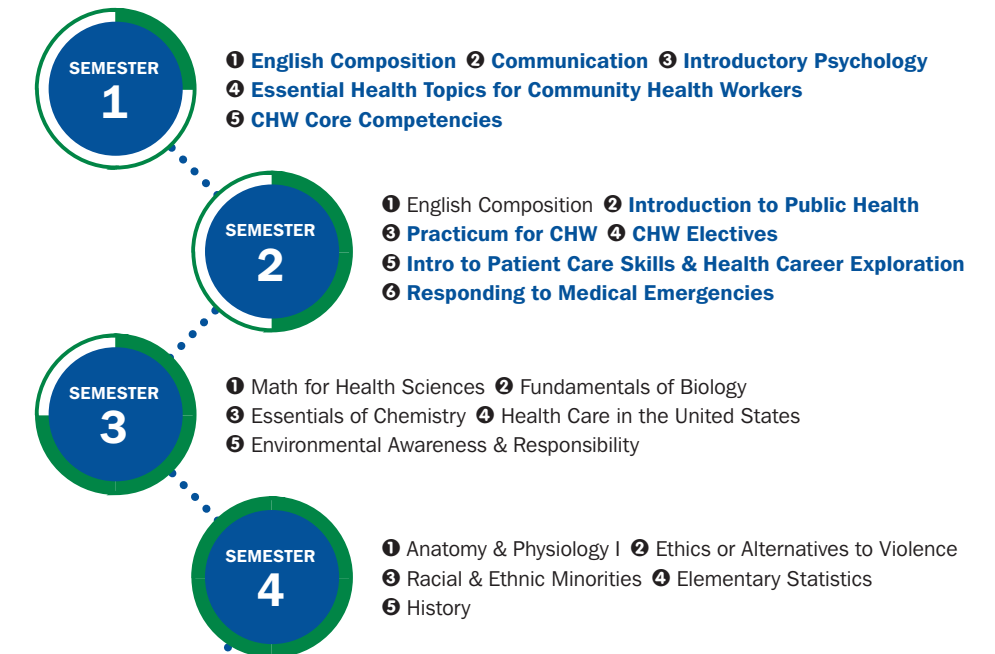 SEMESTER
1
❶ English Composition ❷ Communication ❸ Introductory Psychology
❹ Essential Health Topics for Community Health Workers
❺ CHW Core Competencies
SEMESTER
2
❶ English Composition ❷ Introduction to Public Health
❸ Practicum for CHW ❹ CHW Electives
❺ Intro to Patient Care Skills & Health Career Exploration
❻ Responding to Medical Emergencies
SEMESTER
3
❶ Math for Health Sciences ❷ Fundamentals of Biology
❸ Essentials of Chemistry ❹ Health Care in the United States
❺ Environmental Awareness & Responsibility
SEMESTER
4
❶ Anatomy & Physiology I ❷ Ethics or Alternatives to Violence
❸ Racial & Ethnic Minorities ❹ Elementary Statistics
❺ History